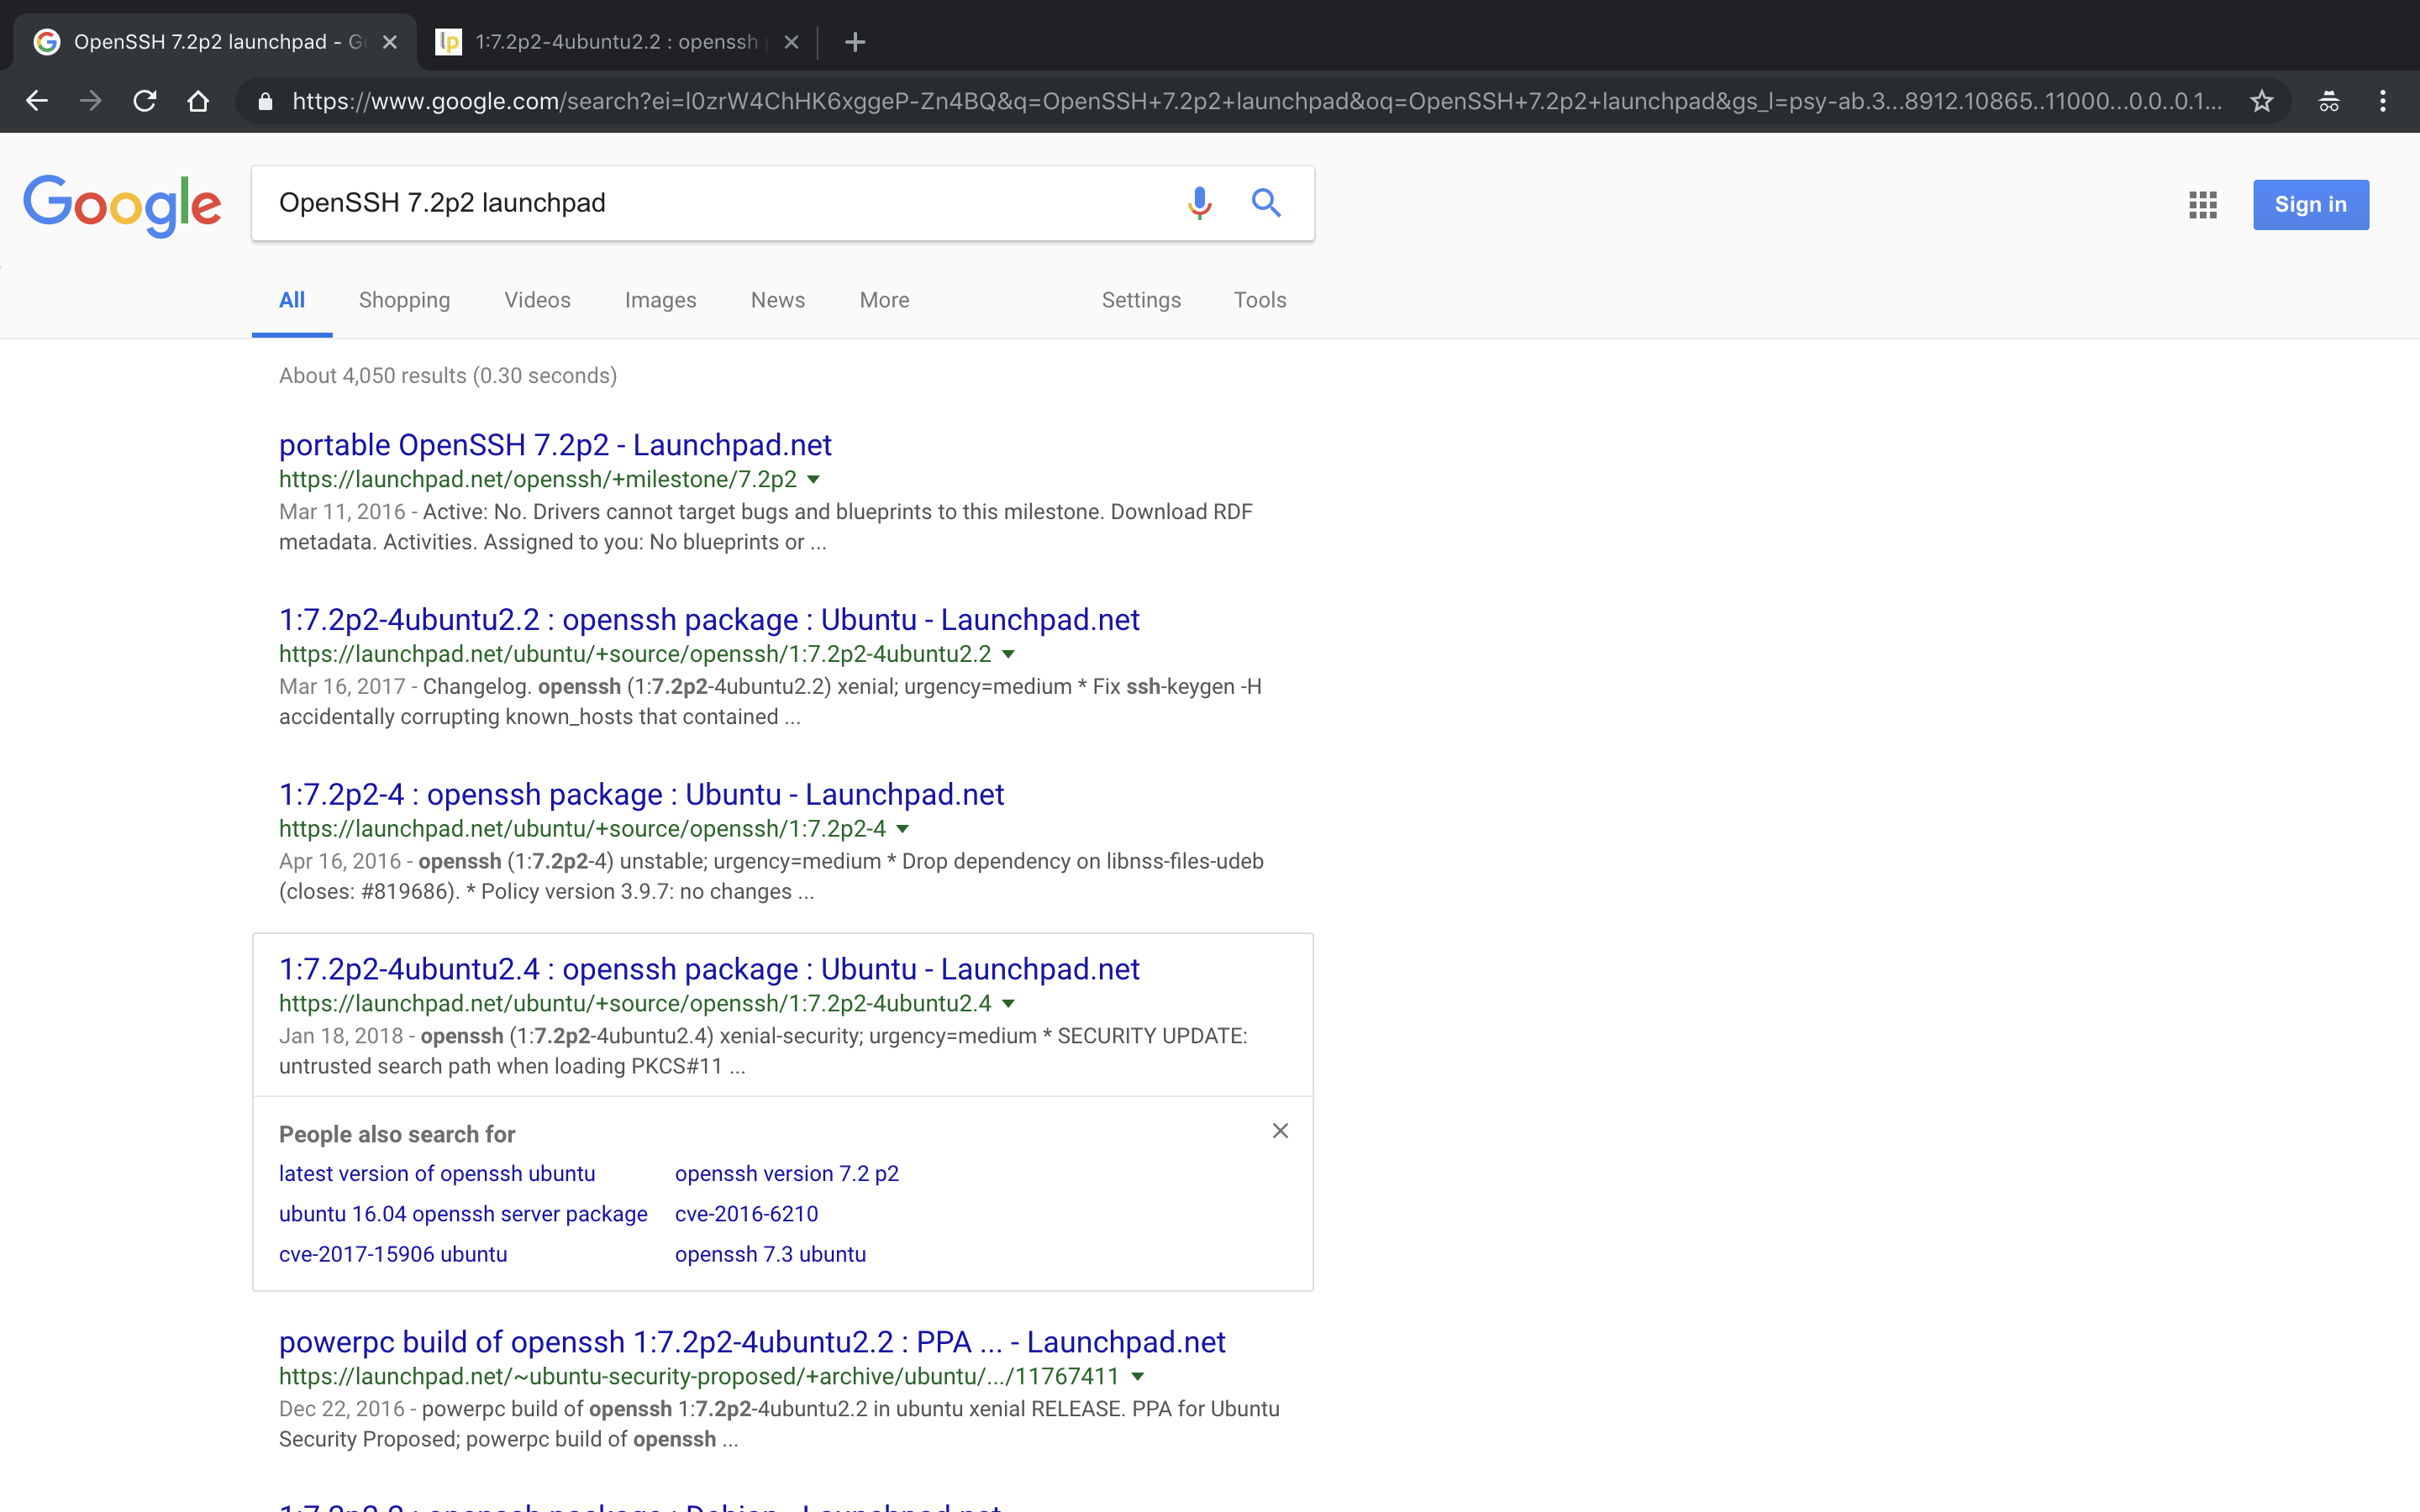 OpenSSH 7.2p2 launchpad - G
1:7.2p2-4ubuntu2.2 : openssh
https://www.google.com/search?ei=l0zrW4ChHK6xggeP-Zn4BQ&q=OpenSSH+7.2p2+launchpad&oq=OpenSSH+7.2p2+launchpad&gs_l=psy-ab.3...8912.10865..11000...0.0..0.1...
Google
OpenSSH 7.2p2 launchpad
Sign in
All Shopping Videos Images News More Settings Tools
About 4,050 results (0.30 seconds)
portable OpenSSH 7.2p2 - Launchpad.net
https://launchpad.net/openssh/+milestone/7.2p2
Mar 11, 2016 - Active: No. Drivers cannot target bugs and blueprints to this milestone. Download RDF
metadata. Activities. Assigned to you: No blueprints or ...
1:7.2p2-4ubuntu2.2 : openssh package : Ubuntu - Launchpad.net
https://launchpad.net/ubuntu/+source/openssh/1:7.2p2-4ubuntu2.2
Mar 16, 2017 - Changelog. openssh (1:7.2p2-4ubuntu2.2) xenial; urgency=medium * Fix ssh-keygen -H
accidentally corrupting known_hosts that contained ...
1:7.2p2-4 : openssh package : Ubuntu - Launchpad.net
https://launchpad.net/ubuntu/+source/openssh/1:7.2p2-4
Apr 16, 2016 - openssh (1:7.2p2-4) unstable; urgency=medium * Drop dependency on libnss-files-udeb
(closes: #819686). * Policy version 3.9.7: no changes ...
1:7.2p2-4ubuntu2.4 : openssh package : Ubuntu - Launchpad.net
https://launchpad.net/ubuntu/+source/openssh/1:7.2p2-4ubuntu2.4
Jan 18, 2018 - openssh (1:7.2p2-4ubuntu2.4) xenial-security; urgency=medium * SECURITY UPDATE:
untrusted search path when loading PKCS#11 ...
People also search for
latest version of openssh ubuntu openssh version 7.2 p2
ubuntu 16.04 openssh server package cve-2016-6210
cve-2017-15906 ubuntu openssh 7.3 ubuntu
powerpc build of openssh 1:7.2p2-4ubuntu2.2 : PPA ... - Launchpad.net
https://launchpad.net/~ubuntu-security-proposed/+archive/ubuntu/.../11767411
Dec 22, 2016 - powerpc build of openssh 1:7.2p2-4ubuntu2.2 in ubuntu xenial RELEASE. PPA for Ubuntu
Security Proposed; powerpc build of openssh ...
openssh package : Debian - Launchpad.net